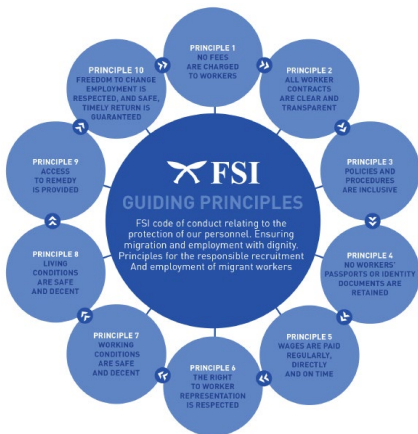 FSI
GUIDING PRINCIPLES
FSI code of conduct relating to the
protection of our personnel. Ensuring
migration and employment with dignity.
Principles for the responsible recruitment
And employment of migrant workers
PRINCIPLE 1
NO FEES
ARE CHARGED
TO WORKERS
PRINCIPLE 2
ALL WORKER
CONTRACTS
ARE CLEAR AND
TRANSPARENT
PRINCIPLE 3
POLICIES AND
PROCEDURES
ARE INCLUSIVE
PRINCIPLE 4
NO WORKERS'
PASSPORTS OR IDENTITY
DOCUMENTS ARE
RETAINED
PRINCIPLE 5
WAGES ARE PAID
REGULARLY,
DIRECTLY
AND ON TIME
PRINCIPLE 6
THE RIGHT
TO WORKER
REPRESENTATION
IS RESPECTED
PRINCIPLE 7
WORKING
CONDITIONS
ARE SAFE
AND DECENT
PRINCIPLE 8
LIVING
CONDITIONS
ARE SAFE
AND DECENT
PRINCIPLE 9
ACCESS
TO REMEDY
IS PROVIDED
PRINCIPLE 10
FREEDOM TO CHANGE
EMPLOYMENT IS
RESPECTED, AND SAFE,
TIMELY RETURN IS
GUARANTEED